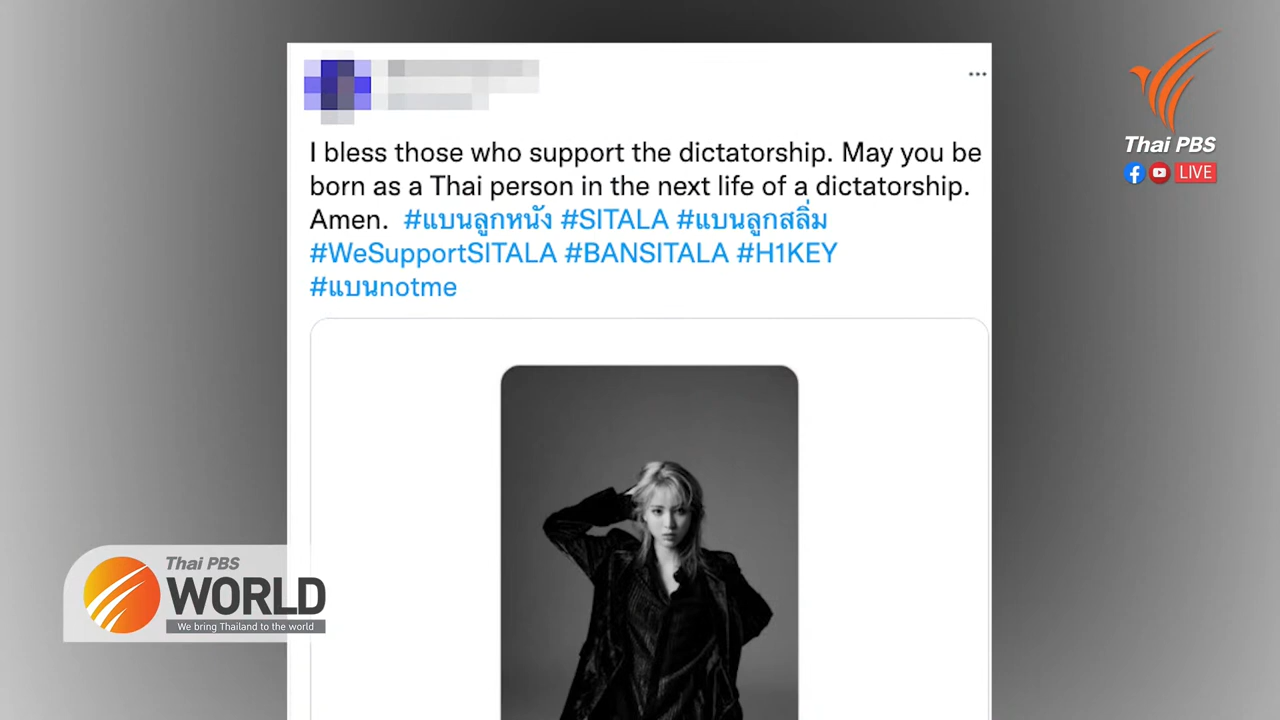 Thai PBS
LIVE
I bless those who support the dictatorship. May you be
born as a Thai person in the next life of a dictatorship.
Amen. #แบนลูกหนัง #SITALA #แบนลูกสลิ่ม
#WeSupportSITALA #BANSITALA #H1KEY
#แบนnotme
Thai PBS
WORLD
We bring Thailand to the world